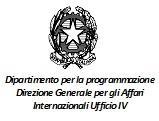 Dipartimento per la programmazione
Direzione Generale per gli Affari
Internazionali Ufficio IV